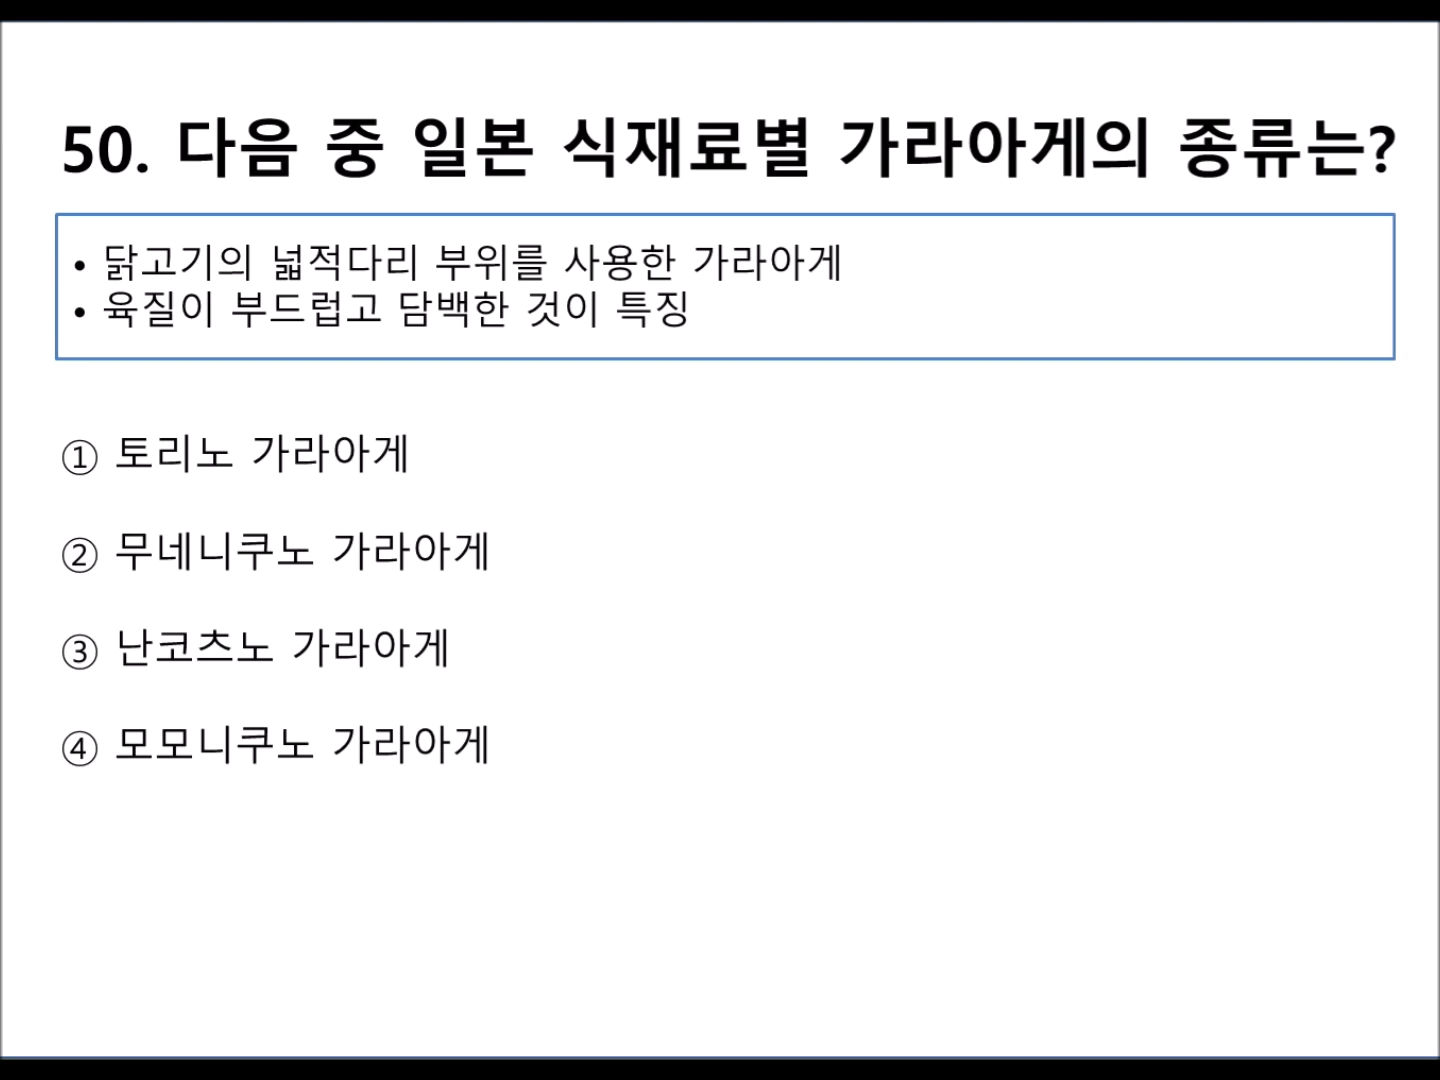 50. 다음 중 일본 식재료별 가라아게의 종류는?
• 닭고기의 넓적다리 부위를 사용한 가라아게
• 육질이 부드럽고 담백한 것이 특징
① 토리노 가라아게
② 무네니쿠노 가라아게
③ 난코츠노 가라아게
④ 모모니쿠노 가라아게